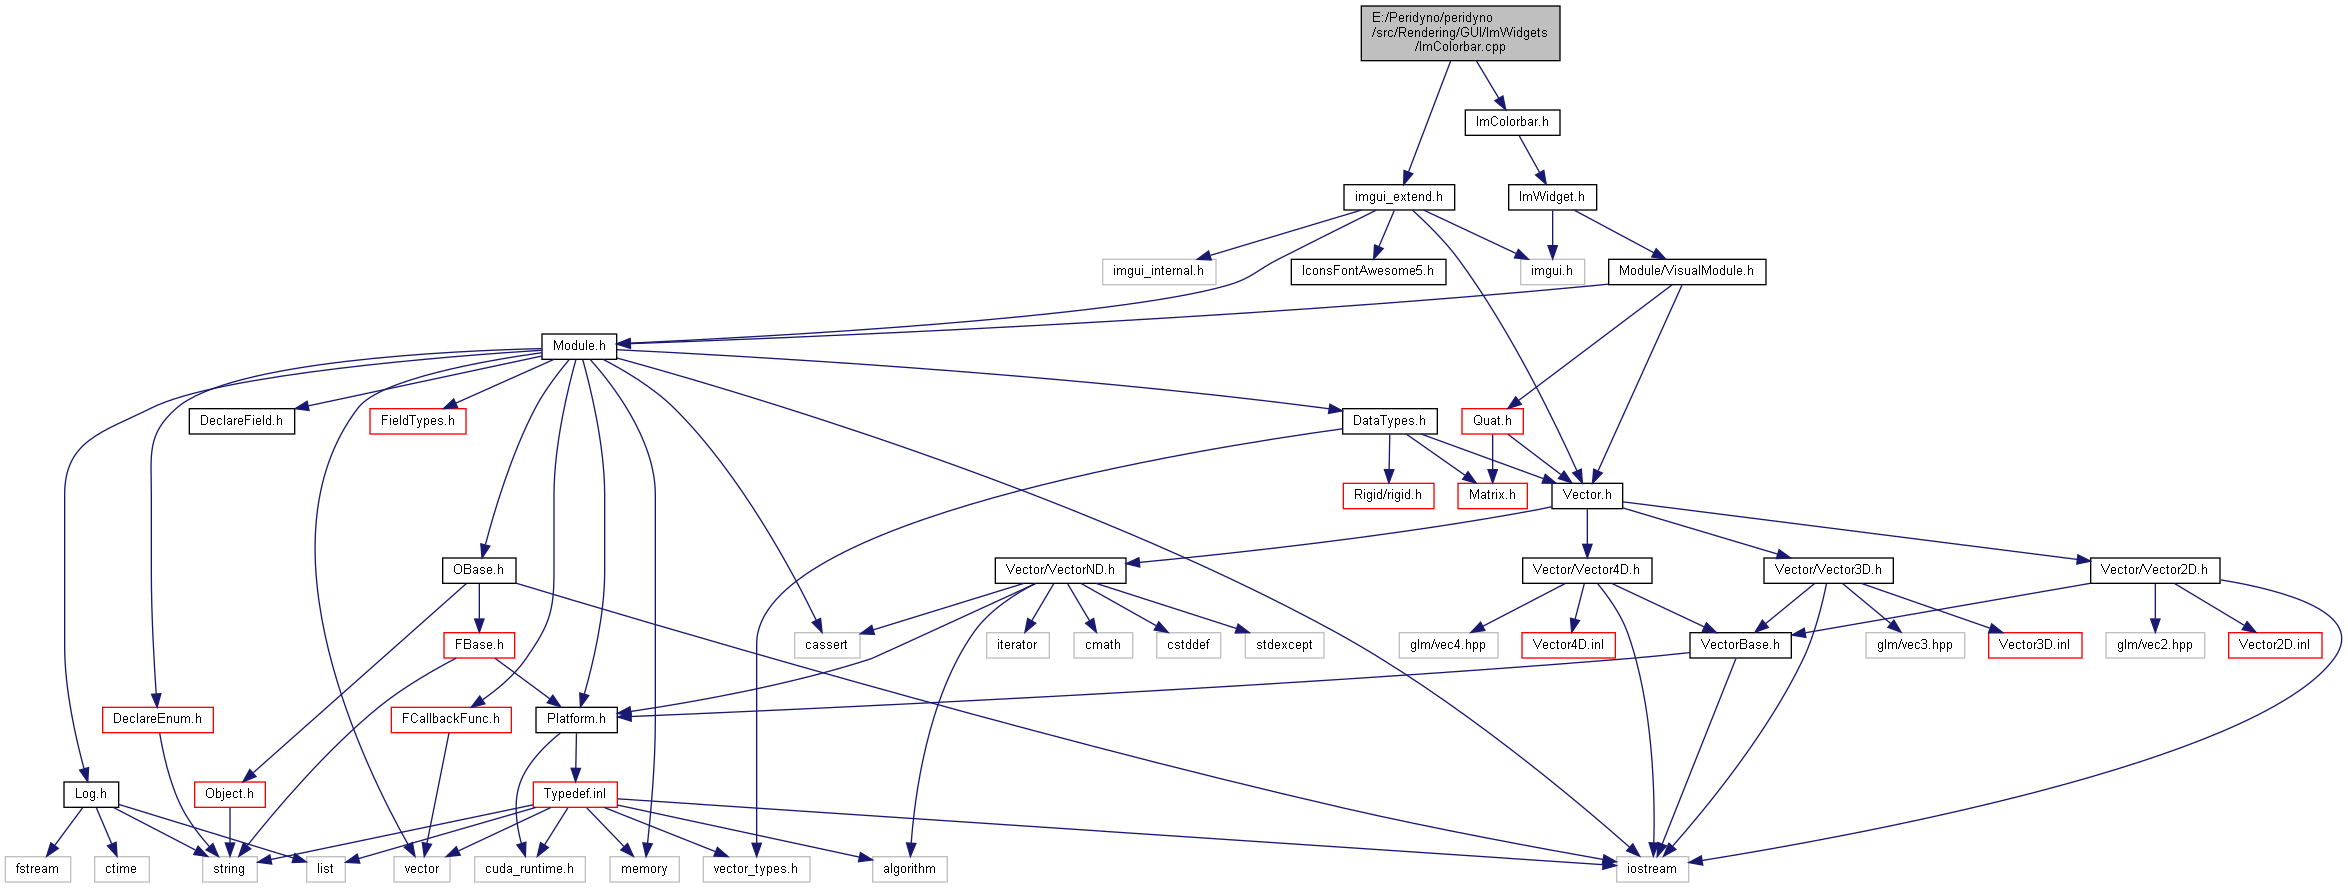 E:/Peridyno/peridyno
/src/Rendering/GUI/ImWidgets
/ImColorbar.cpp
ImColorbar.h
imgui_extend.h
ImWidget.h
imgui_internal.h
IconsFontAwesome5.h
imgui.h
Module/VisualModule.h
Module.h
DeclareField.h
FieldTypes.h
DataTypes.h
Quat.h
Rigid/rigid.h
Matrix.h
Vector.h
OBase.h
Vector/VectorND.h
Vector/Vector4D.h
Vector/Vector3D.h
Vector/Vector2D.h
FBase.h
cassert
iterator
cmath
cstddef
stdexcept
glm/vec4.hpp
Vector4D.inl
VectorBase.h
glm/vec3.hpp
Vector3D.inl
glm/vec2.hpp
Vector2D.inl
DeclareEnum.h
FCallbackFunc.h
Platform.h
Log.h
Object.h
Typedef.inl
fstream
ctime
string
list
vector
cuda_runtime.h
memory
vector_types.h
algorithm
iostream